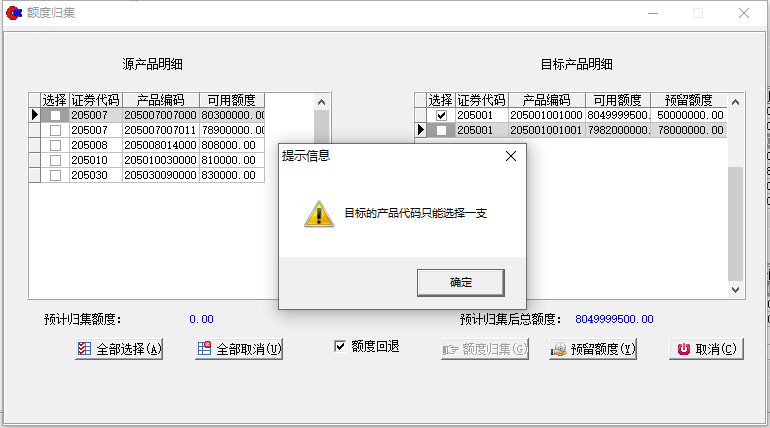 额度归集
源产品明细
目标产品明细
选择 证券代码 产品编码 可用额度
205007 205007007000 80300000.00
205007 205007007011 78900000.00
205008 205008014000 808000.00
205010 205010030000 810000.00
205030 205030090000 830000.00
选择 证券代码 产品编码 可用额度 预留额度
205001 205001001000 8049999500. 50000000.00
205001 205001001001 7982000000. 78000000.00
提示信息
目标的产品代码只能选择一支
确定
预计归集额度： 0.00
预计归集后总额度： 8049999500.00
全部选择(A)
全部取消(U)
额度回退
额度归集(G)
预留额度(Y)
取消(C)